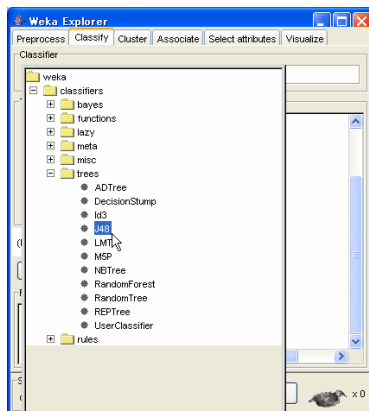 Weka Explorer
Preprocess Classify Cluster Associate Select attributes Visualize
Classifier
weka
classifiers
bayes
functions
lazy
meta
misc
trees
ADTree
DecisionStump
Id3
J48
LMT
M5P
NBTree
RandomForest
RandomTree
REPTree
UserClassifier
rules
x 0